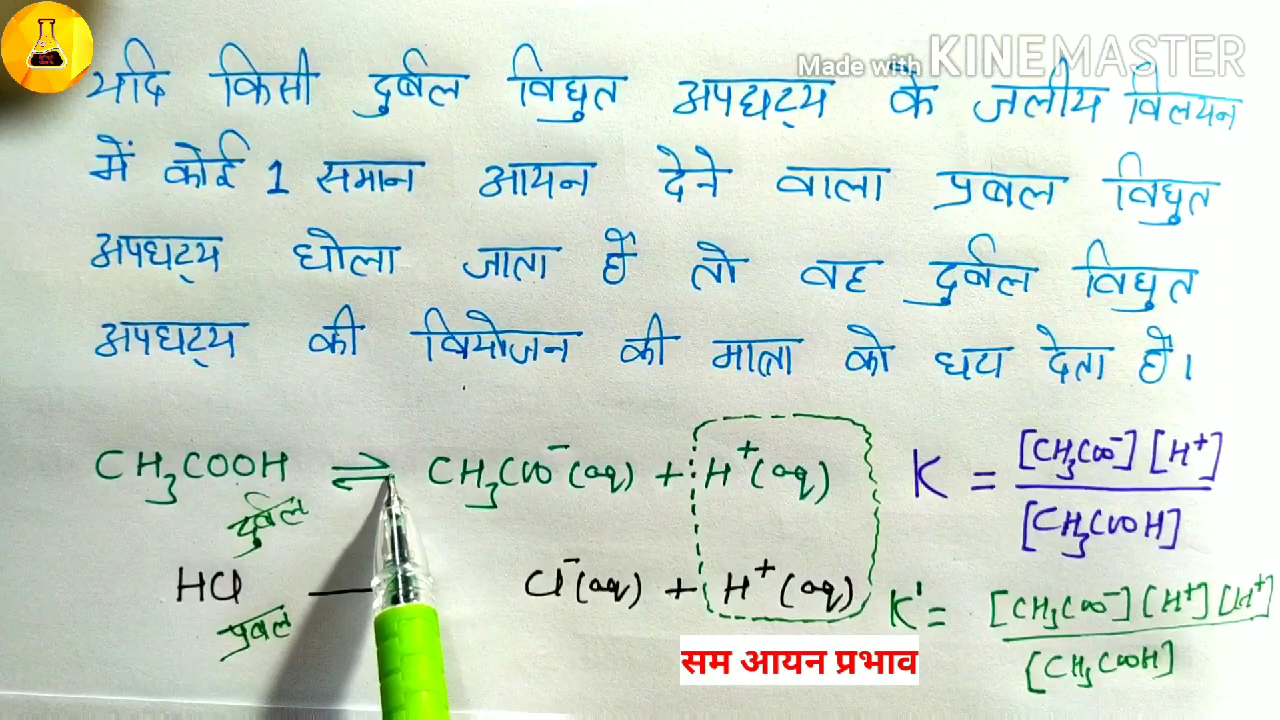 Made with KINEMASTER
यदि किसी दुर्बल विघुत अपघट्य के जलीय विलयन
में कोई 1 समान आयन देने वाला प्रबल विघुत
अपघट्य घोला जाता है तो वह दुर्बल विघुत
अपघट्य की वियोजन की मात्रा को घटा देता है।
CH₃COOH ⇌ CH₃COO⁻(aq) + H⁺(aq) K = [CH₃COO⁻] [H⁺] / [CH₃COOH]
दुर्बल
HCl — Cl⁻(aq) + H⁺(aq) K' = [CH₃COO⁻] [H⁺] [H⁺] / [CH₃COOH]
प्रबल
सम आयन प्रभाव